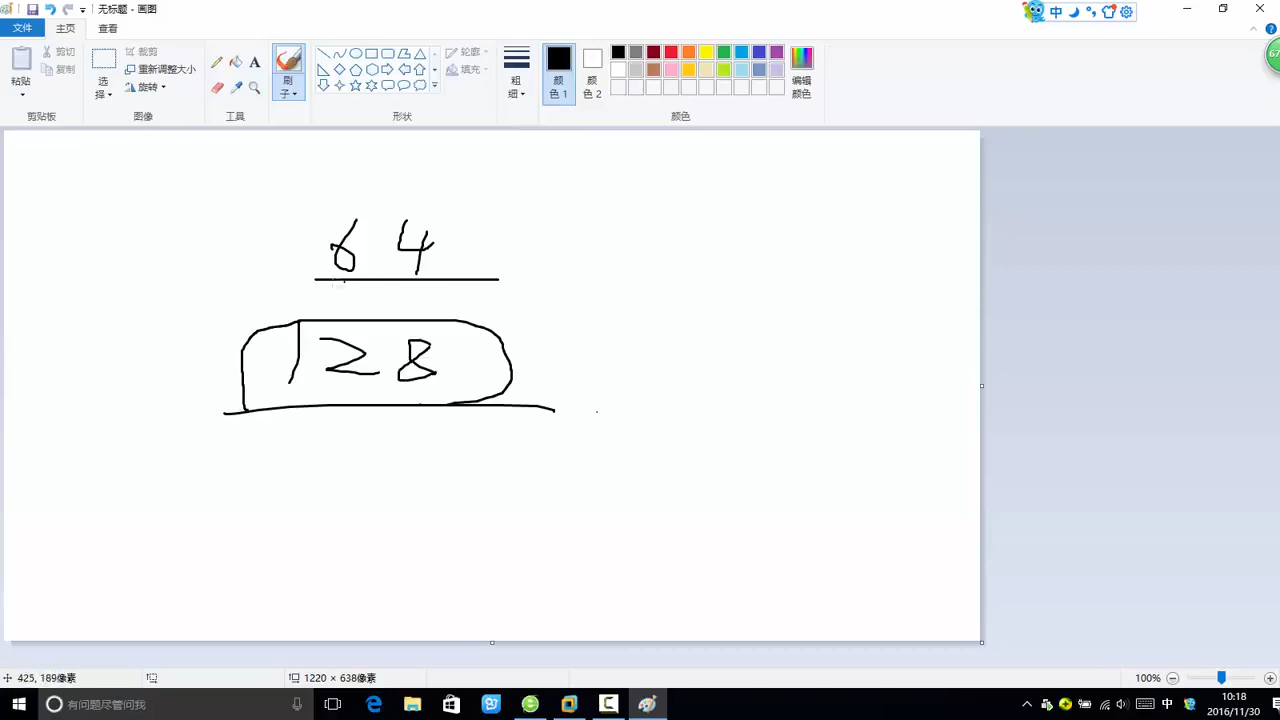 无标题 - 画图
中
文件 主页 查看
67
粘贴 剪切 复制 选择 裁剪 重新调整大小 旋转 A 刷子 轮廓 填充 粗细 颜色 1 颜色 2 编辑颜色
剪贴板 图像 工具 形状 颜色
64
128
425, 189像素 1220 × 638像素 100%
有问题尽管问我 中 10:18
2016/11/30